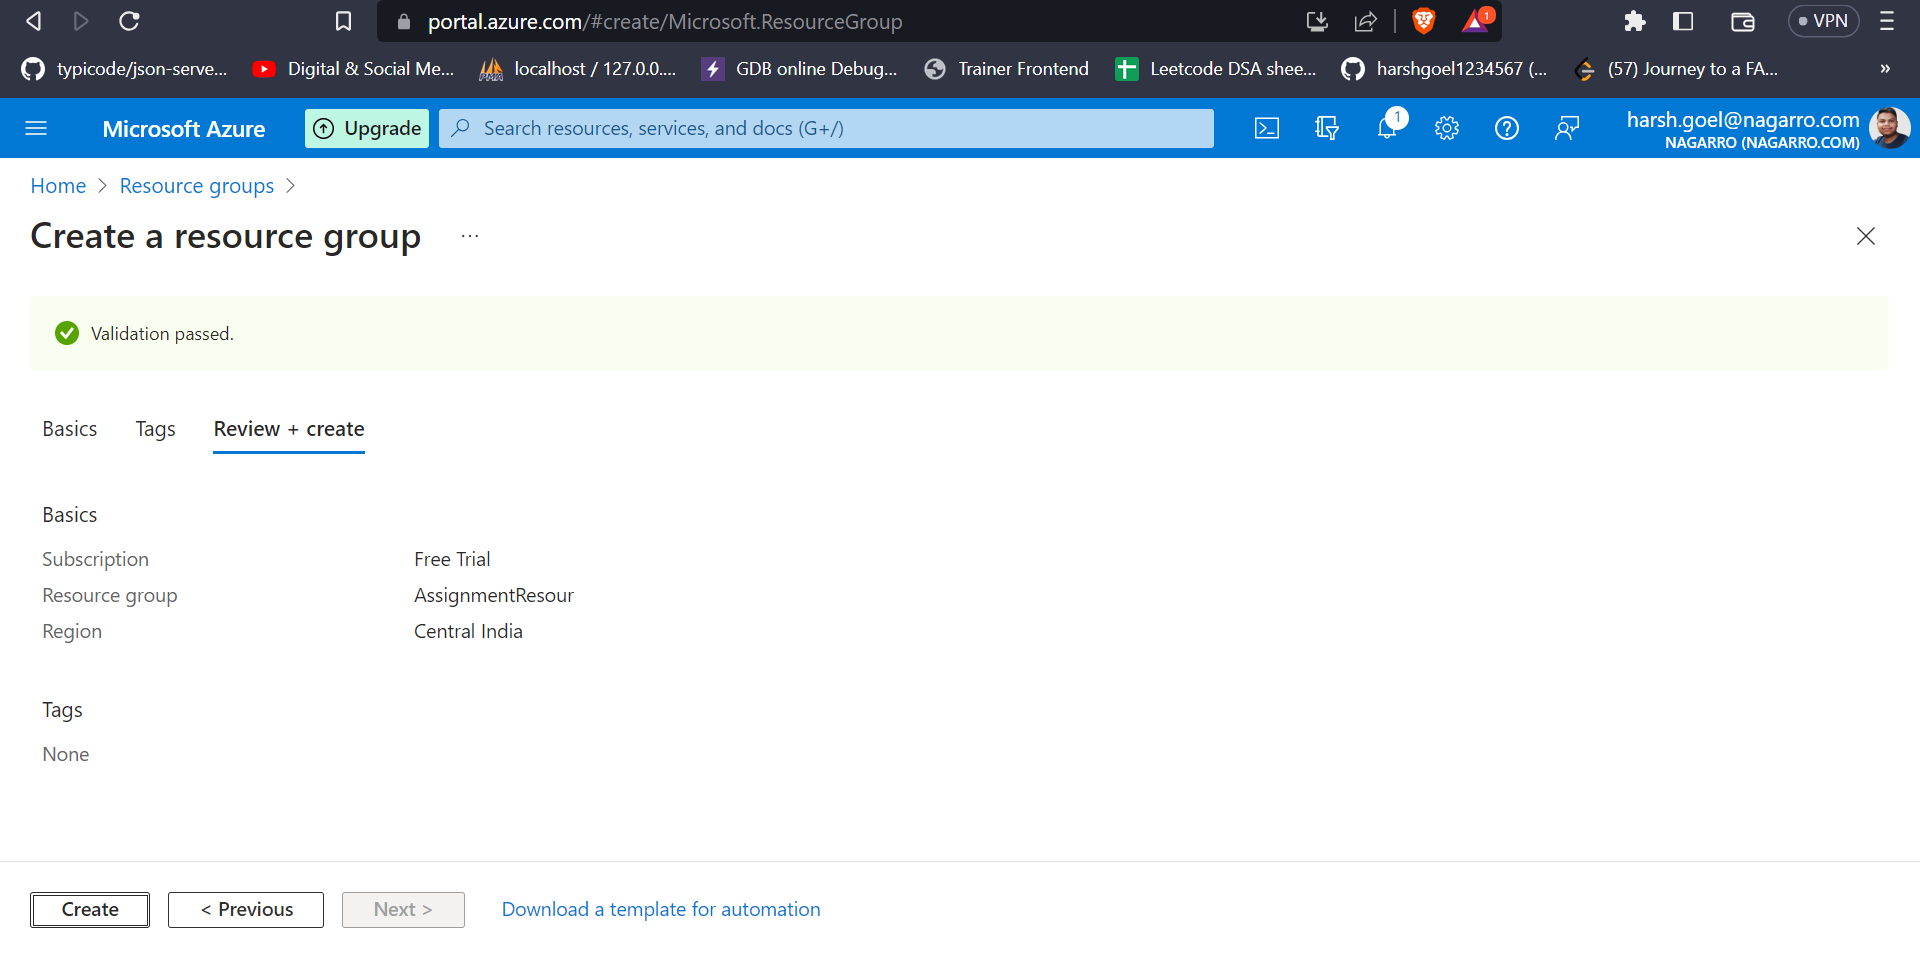 portal.azure.com/#create/Microsoft.ResourceGroup
1
VPN
typicode/json-serve...
Digital & Social Me...
localhost / 127.0.0....
GDB online Debug...
Trainer Frontend
Leetcode DSA shee...
harshgoel1234567 (...
(57) Journey to a FA...
»
Microsoft Azure
Upgrade
Search resources, services, and docs (G+/)
1
harsh.goel@nagarro.com
NAGARRO (NAGARRO.COM)
Home > Resource groups >
Create a resource group ...
Validation passed.
Basics Tags Review + create
Basics
Subscription Free Trial
Resource group AssignmentResour
Region Central India
Tags
None
Create < Previous Next > Download a template for automation